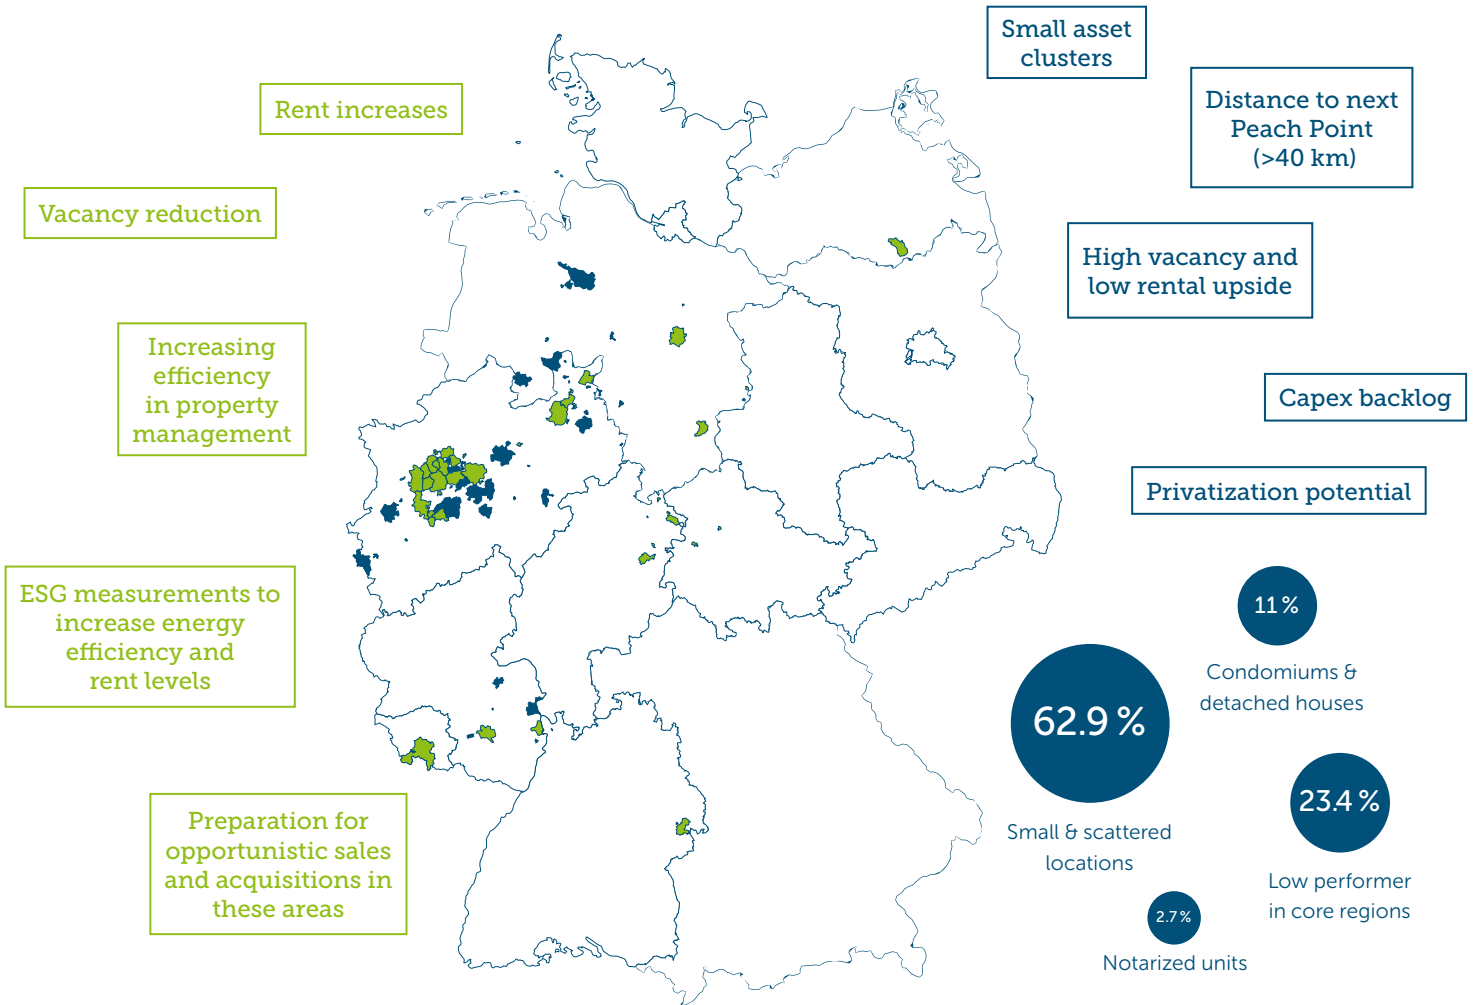 Rent increases
Vacancy reduction
Increasing
efficiency
in property
management
ESG measurements to
increase energy
efficiency and
rent levels
Preparation for
opportunistic sales
and acquisitions in
these areas
Small asset
clusters
Distance to next
Peach Point
(>40 km)
High vacancy and
low rental upside
Capex backlog
Privatization potential
11 %
Condomiums &
detached houses
62.9 %
Small & scattered
locations
23.4 %
Low performer
in core regions
2.7 %
Notarized units